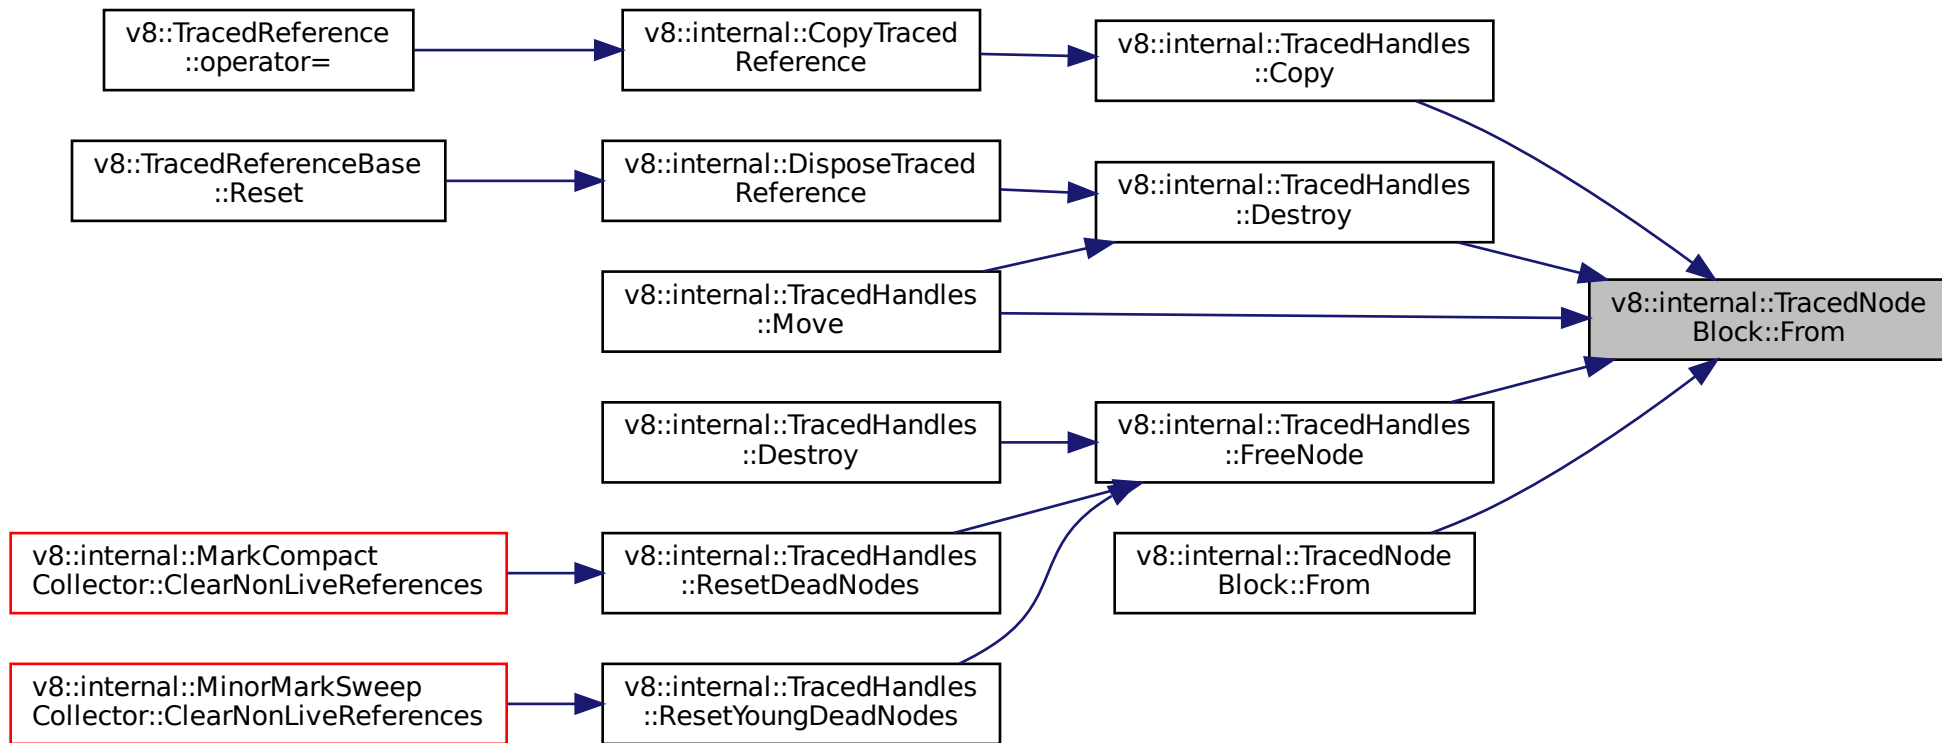 v8::TracedReference
::operator=
v8::internal::CopyTraced
Reference
v8::internal::TracedHandles
::Copy
v8::TracedReferenceBase
::Reset
v8::internal::DisposeTraced
Reference
v8::internal::TracedHandles
::Destroy
v8::internal::TracedHandles
::Move
v8::internal::TracedNode
Block::From
v8::internal::TracedHandles
::Destroy
v8::internal::TracedHandles
::FreeNode
v8::internal::MarkCompact
Collector::ClearNonLiveReferences
v8::internal::TracedHandles
::ResetDeadNodes
v8::internal::TracedNode
Block::From
v8::internal::MinorMarkSweep
Collector::ClearNonLiveReferences
v8::internal::TracedHandles
::ResetYoungDeadNodes